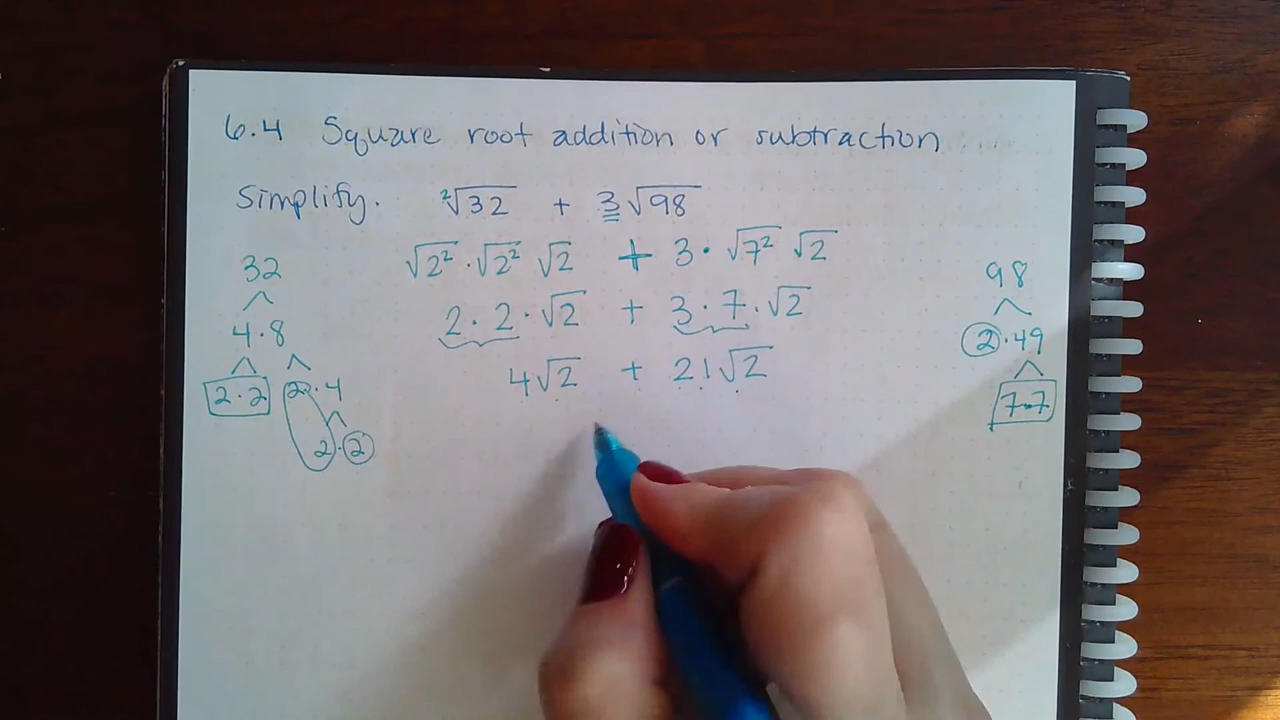 6.4 Square root addition or subtraction
Simplify. ²√32 + 3√98
√2² · √2² √2 + 3 · √7² √2
2 · 2 · √2 + 3 · 7 · √2
4√2 + 21√2
32
4 · 8
2 · 2 2 · 4
2 · 2
98
2 · 49
7 · 7